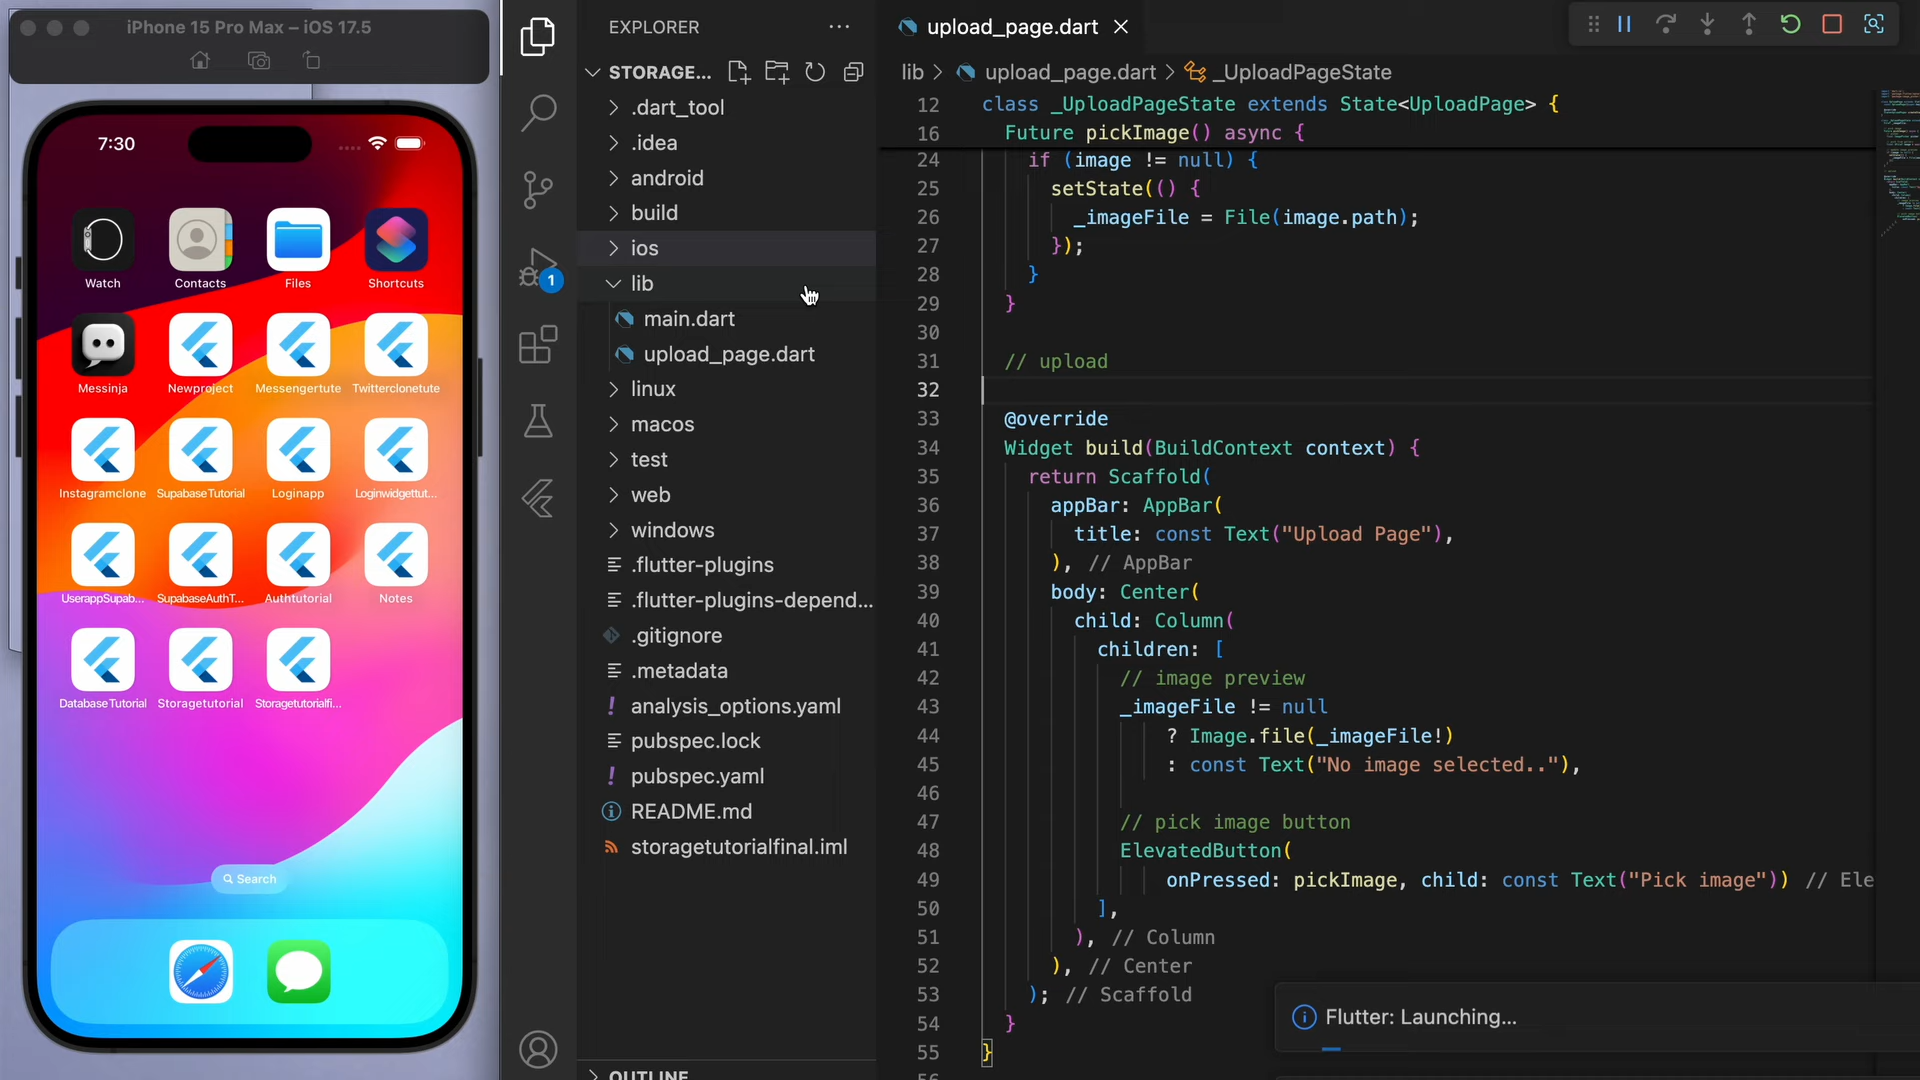 iPhone 15 Pro Max – iOS 17.5
7:30
Watch
Contacts
Files
Shortcuts
Messinja
Newproject
Messengertute
Twitterclonetute
Instagramclone
SupabaseTutorial
Loginapp
Loginwidgettut...
UserappSupab...
SupabaseAuthT...
Authtutorial
Notes
DatabaseTutorial
Storagetutorial
Storagetutorialfi...
Search
1
EXPLORER
STORAGE...
.dart_tool
.idea
android
build
ios
lib
main.dart
upload_page.dart
linux
macos
test
web
windows
.flutter-plugins
.flutter-plugins-depend...
.gitignore
.metadata
analysis_options.yaml
pubspec.lock
pubspec.yaml
README.md
storagetutorialfinal.iml
OUTLINE
upload_page.dart
lib > upload_page.dart > _UploadPageState
12 class _UploadPageState extends State<UploadPage> {
16 Future pickImage() async {
24 if (image != null) {
25 setState(() {
26 _imageFile = File(image.path);
27 });
28 }
29 }
30
31 // upload
32
33 @override
34 Widget build(BuildContext context) {
35 return Scaffold(
36 appBar: AppBar(
37 title: const Text("Upload Page"),
38 ), // AppBar
39 body: Center(
40 child: Column(
41 children: [
42 // image preview
43 _imageFile != null
44 ? Image.file(_imageFile!)
45 : const Text("No image selected.."),
46
47 // pick image button
48 ElevatedButton(
49 onPressed: pickImage, child: const Text("Pick image")) // Ele
50 ],
51 ), // Column
52 ), // Center
53 ); // Scaffold
54 }
55 }
56
Flutter: Launching...